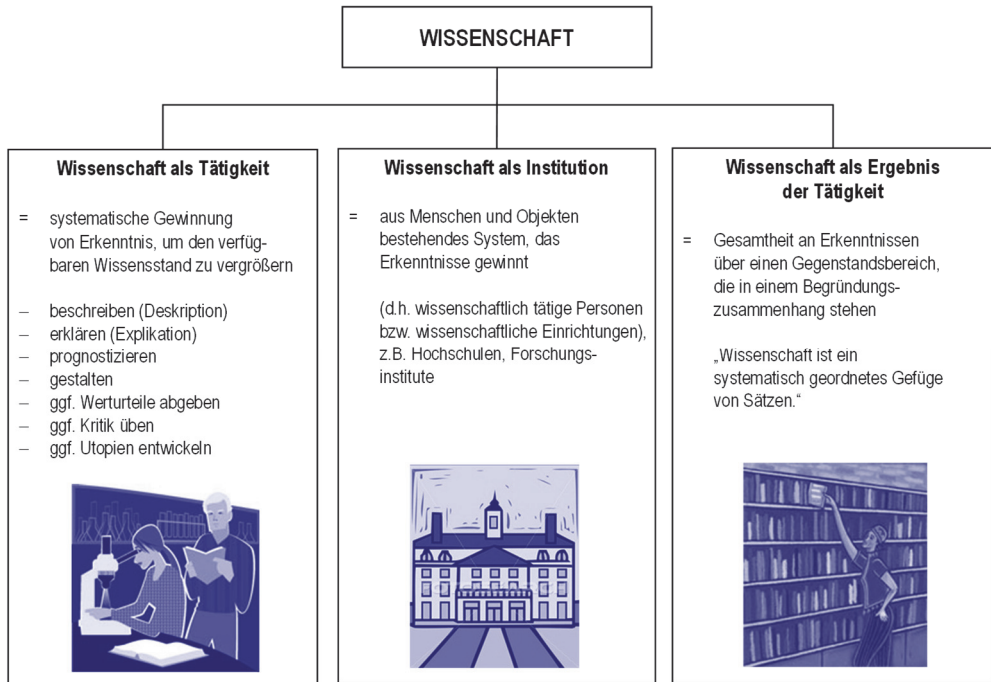 WISSENSCHAFT
Wissenschaft als Tätigkeit
= systematische Gewinnung
von Erkenntnis, um den verfüg-
baren Wissensstand zu vergrößern
– beschreiben (Deskription)
– erklären (Explikation)
– prognostizieren
– gestalten
– ggf. Werturteile abgeben
– ggf. Kritik üben
– ggf. Utopien entwickeln
Wissenschaft als Institution
= aus Menschen und Objekten
bestehendes System, das
Erkenntnisse gewinnt
(d.h. wissenschaftlich tätige Personen
bzw. wissenschaftliche Einrichtungen),
z.B. Hochschulen, Forschungs-
institute
Wissenschaft als Ergebnis
der Tätigkeit
= Gesamtheit an Erkenntnissen
über einen Gegenstandsbereich,
die in einem Begründungs-
zusammenhang stehen
„Wissenschaft ist ein
systematisch geordnetes Gefüge
von Sätzen.“